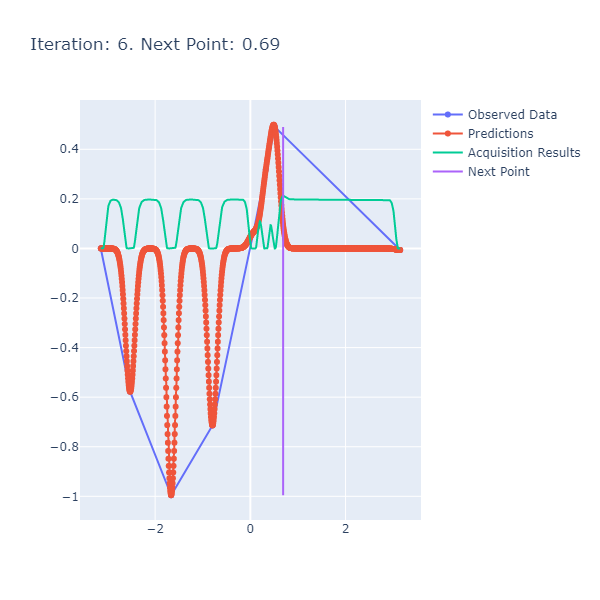 Iteration: 6. Next Point: 0.69
Observed Data
Predictions
Acquisition Results
Next Point
0.4
0.2
0
−0.2
−0.4
−0.6
−0.8
−1
−2
0
2